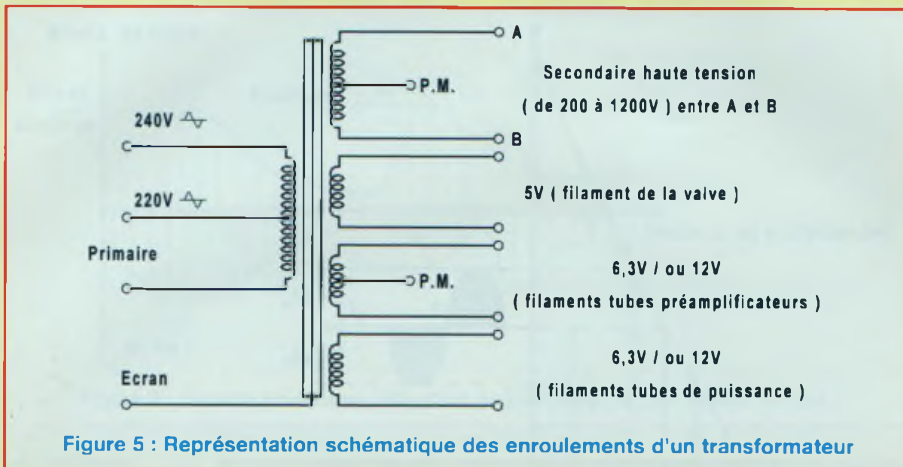 A
Secondaire haute tension
P.M.
( de 200 à 1200V ) entre A et B
240V
B
5V ( filament de la valve )
220V
Primaire
6,3V / ou 12V
P.M.
( filaments tubes préamplificateurs )
6,3V / ou 12V
Ecran
( filaments tubes de puissance )
Figure 5 : Représentation schématique des enroulements d'un transformateur